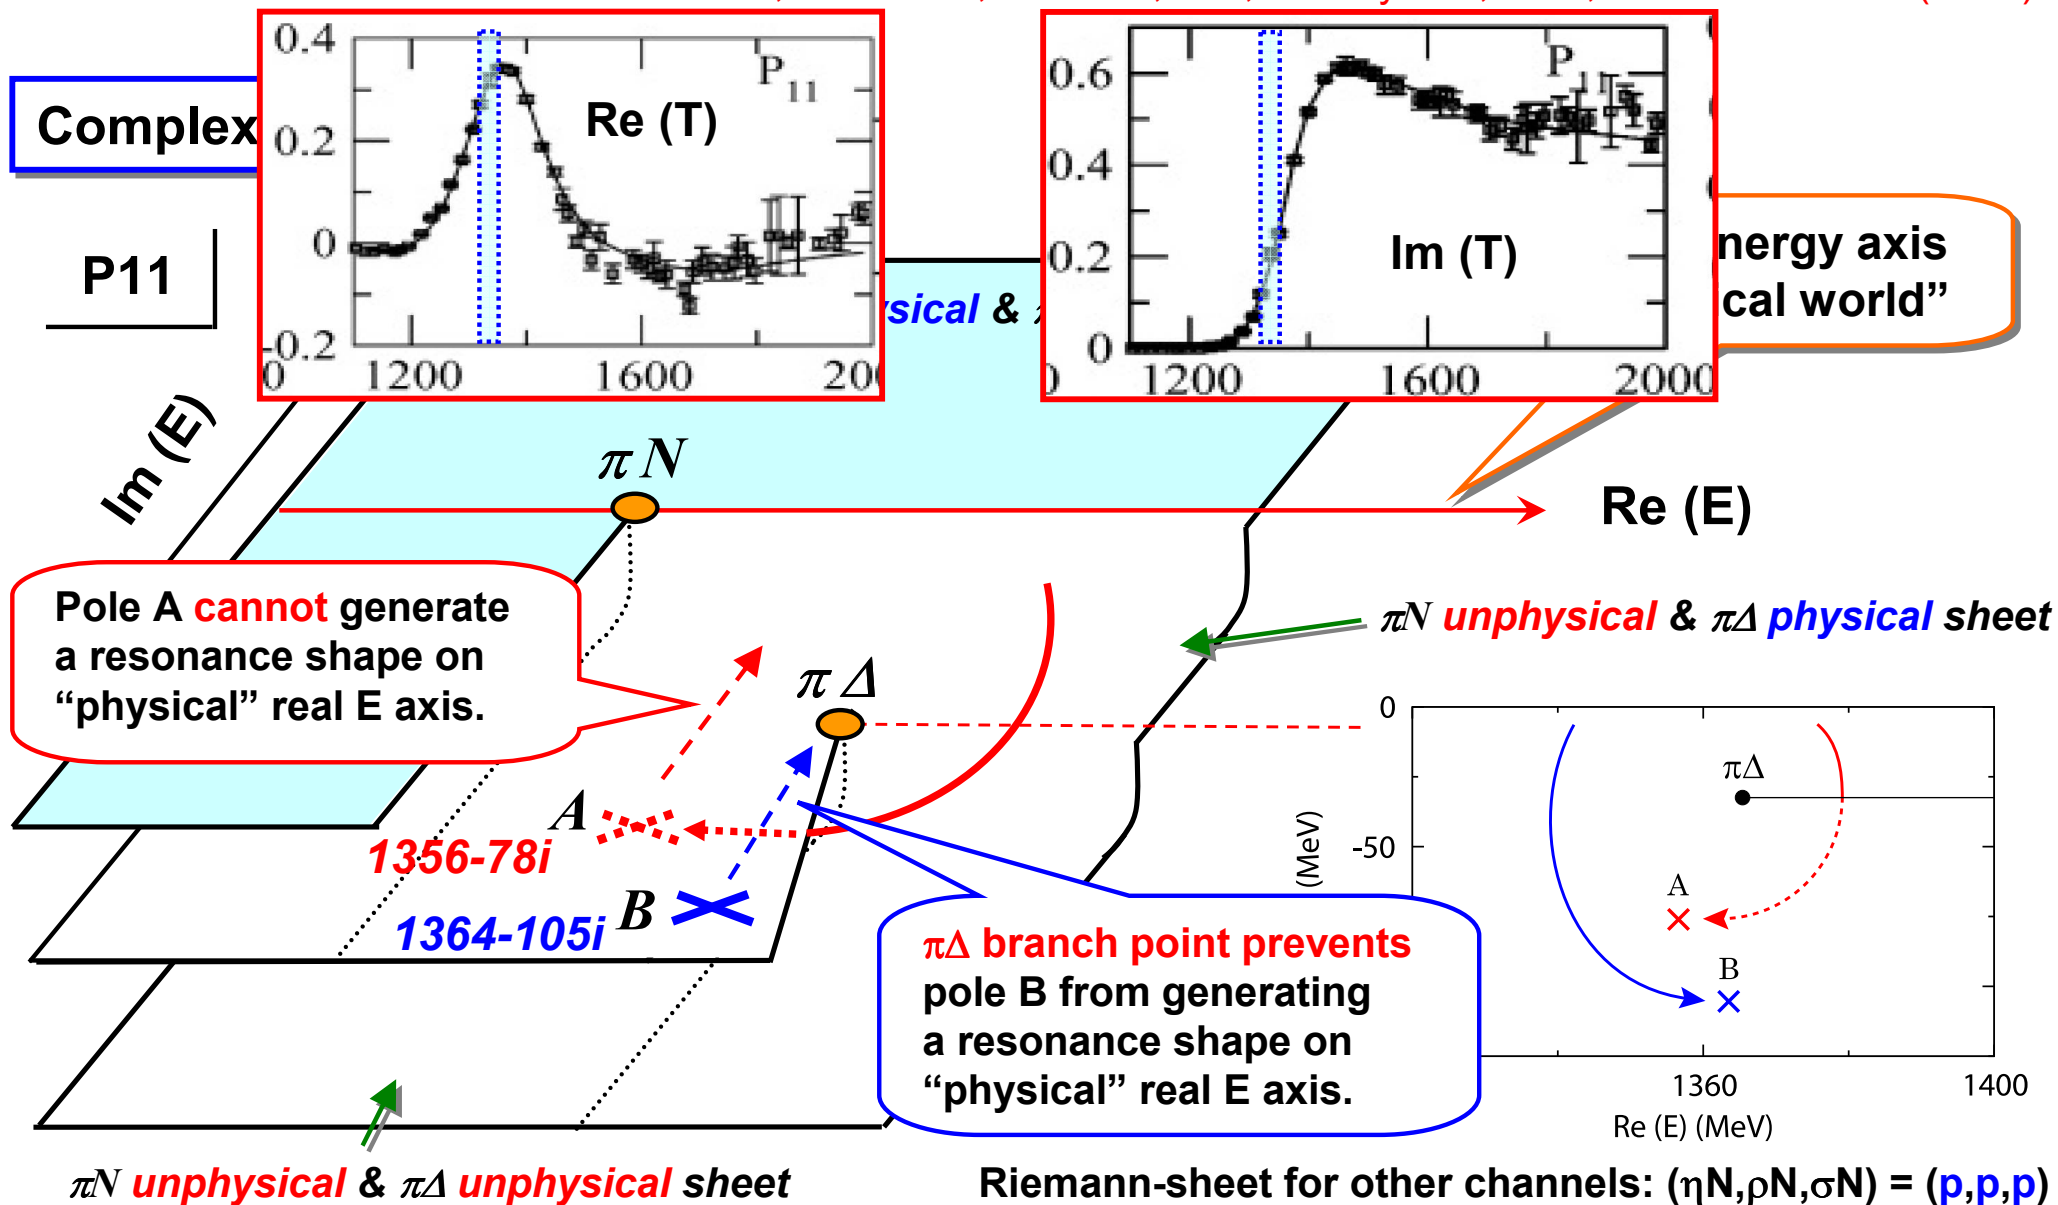 Complex
P11
0.4
0.2
0
-0.2
0
1200
1600
P11
Re (T)
0.6
0.4
0.2
0
1200
1600
2000
P
11
Im (T)
nergy axis
cal world”
sical &
Im (E)
πN
Re (E)
Pole A cannot generate
a resonance shape on
“physical” real E axis.
πN unphysical & πΔ physical sheet
πΔ
A
1356-78i
B
1364-105i
πΔ branch point prevents
pole B from generating
a resonance shape on
“physical” real E axis.
0
-50
(MeV)
πΔ
A
B
1360
1400
Re (E) (MeV)
πN unphysical & πΔ unphysical sheet
Riemann-sheet for other channels: (ηN,ρN,σN) = (p,p,p)